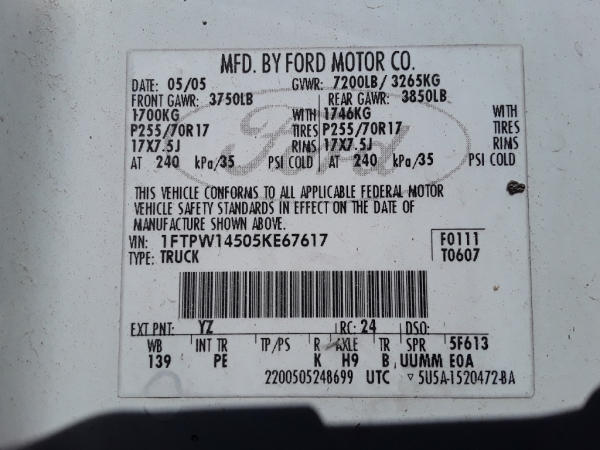 MFD. BY FORD MOTOR CO.
DATE: 05/05 GVWR: 7200LB/ 3265KG
FRONT GAWR: 3750LB REAR GAWR: 3850LB
1700KG WITH 1746KG WITH
P255/70R17 TIRES P255/70R17 TIRES
17X7.5J RIMS 17X7.5J RIMS
AT 240 kPa/35 PSI COLD AT 240 kPa/35 PSI COLD
Ford
THIS VEHICLE CONFORMS TO ALL APPLICABLE FEDERAL MOTOR
VEHICLE SAFETY STANDARDS IN EFFECT ON THE DATE OF
MANUFACTURE SHOWN ABOVE.
VIN: 1FTPW14505KE67617 F0111
TYPE: TRUCK T0607
EXT PNT: YZ RC: 24 DSO:
WB INT TR TP/PS R AXLE TR SPR 5F613
139 PE K H9 B UUMM E0A
2200505248699 UTC ▽ 5U5A-1520472-BA